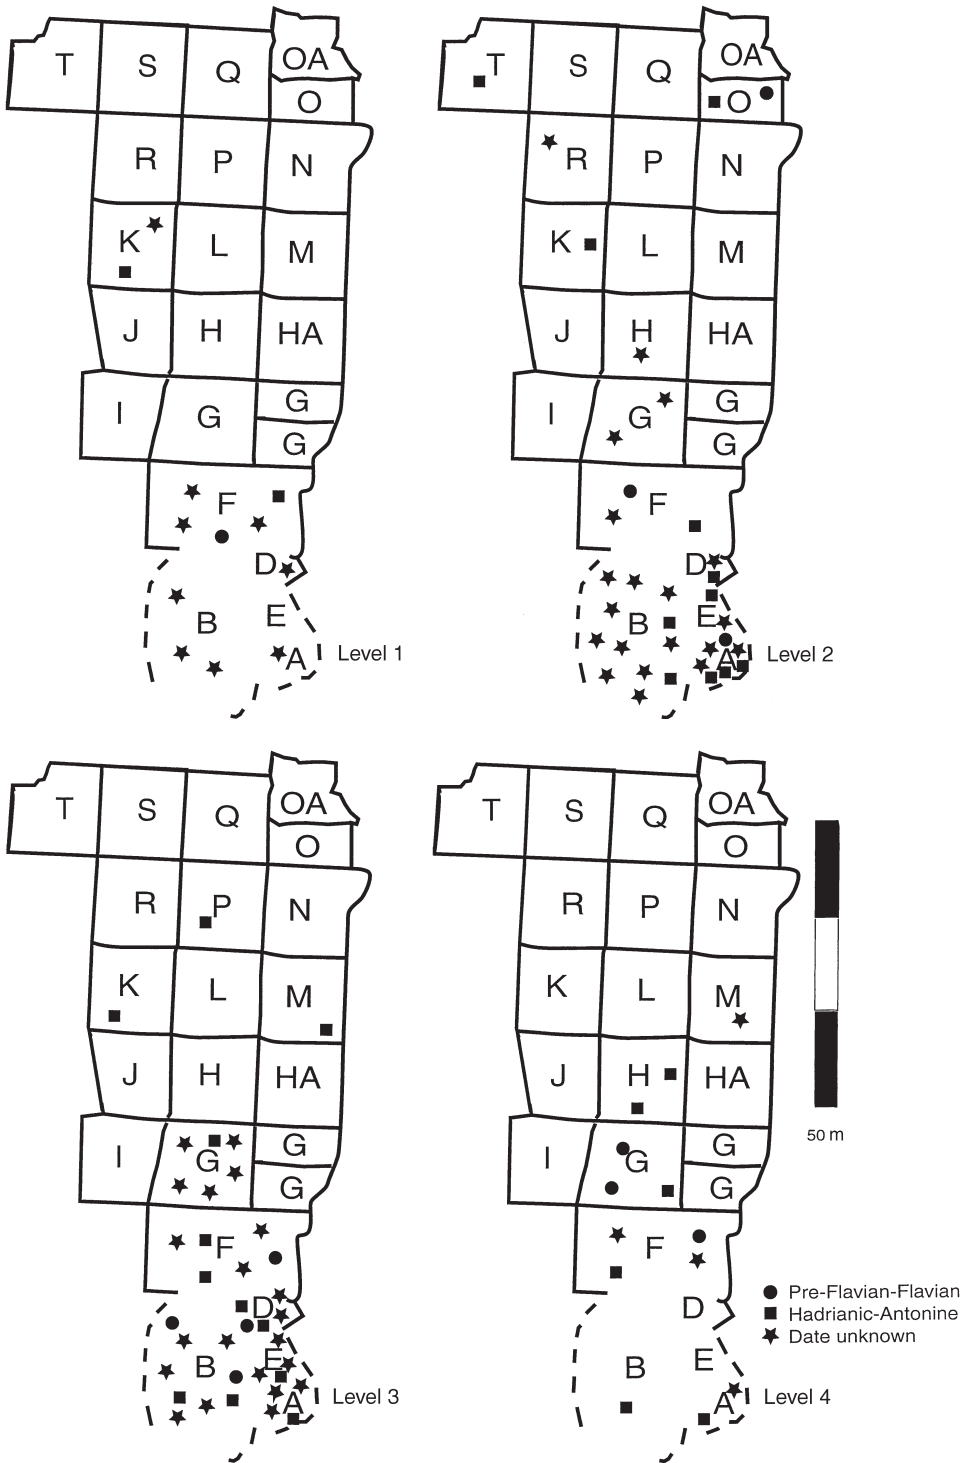 T S Q OA
O
R P N
K L M
J H HA
I G G
G
F
D
B E
A Level 1
T S Q OA
O
R P N
K L M
J H HA
I G G
G
F
D
B E
A Level 2
T S Q OA
O
R P N
K L M
J H HA
I G G
G
F
D
B E
A Level 3
T S Q OA
O
R P N
K L M
J H HA
I G G
G
F
D
B E
A Level 4
50 m
Pre-Flavian-Flavian
Hadrianic-Antonine
Date unknown